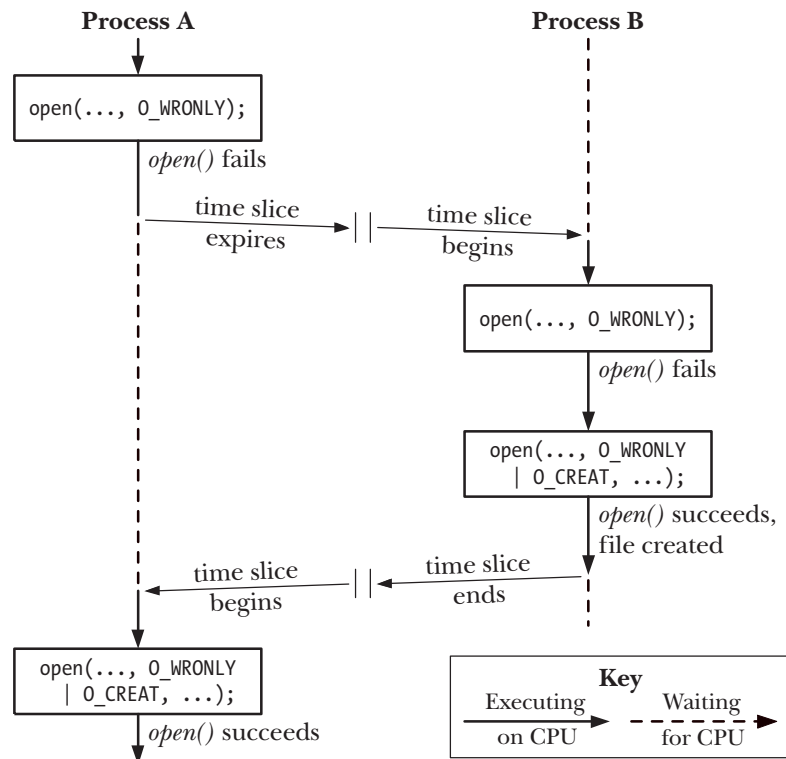 Process A
Process B
open(..., O_WRONLY);
open() fails
time slice
expires
time slice
begins
open(..., O_WRONLY);
open() fails
open(..., O_WRONLY
| O_CREAT, ...);
open() succeeds,
file created
time slice
ends
time slice
begins
open(..., O_WRONLY
| O_CREAT, ...);
open() succeeds
Key
Executing
on CPU
Waiting
for CPU